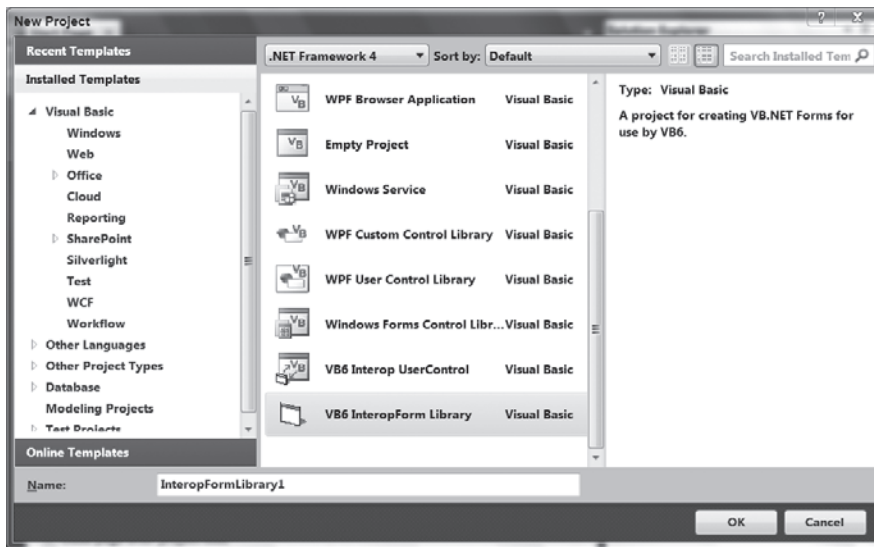 New Project
Recent Templates
.NET Framework 4
Sort by: Default
Search Installed Tem
Installed Templates
Visual Basic
Windows
Web
Office
Cloud
Reporting
SharePoint
Silverlight
Test
WCF
Workflow
Other Languages
Other Project Types
Database
Modeling Projects
Test Projects
Online Templates
WPF Browser Application Visual Basic
Empty Project Visual Basic
Windows Service Visual Basic
WPF Custom Control Library Visual Basic
WPF User Control Library Visual Basic
Windows Forms Control Libr... Visual Basic
VB6 Interop UserControl Visual Basic
VB6 InteropForm Library Visual Basic
Type: Visual Basic
A project for creating VB.NET Forms for
use by VB6.
Name: InteropFormLibrary1
OK
Cancel